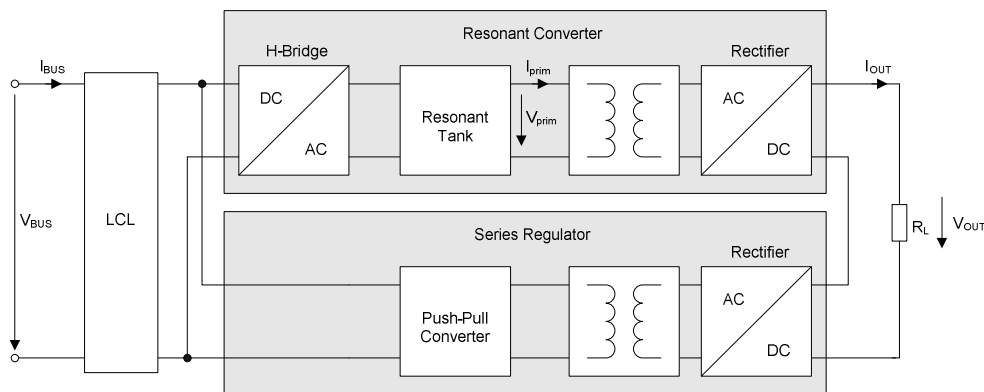 Resonant Converter
H-Bridge
Rectifier
I_BUS
I_prim
I_OUT
DC
AC
Resonant
Tank
V_prim
AC
DC
LCL
V_BUS
R_L
V_OUT
Series Regulator
Rectifier
Push-Pull
Converter
AC
DC